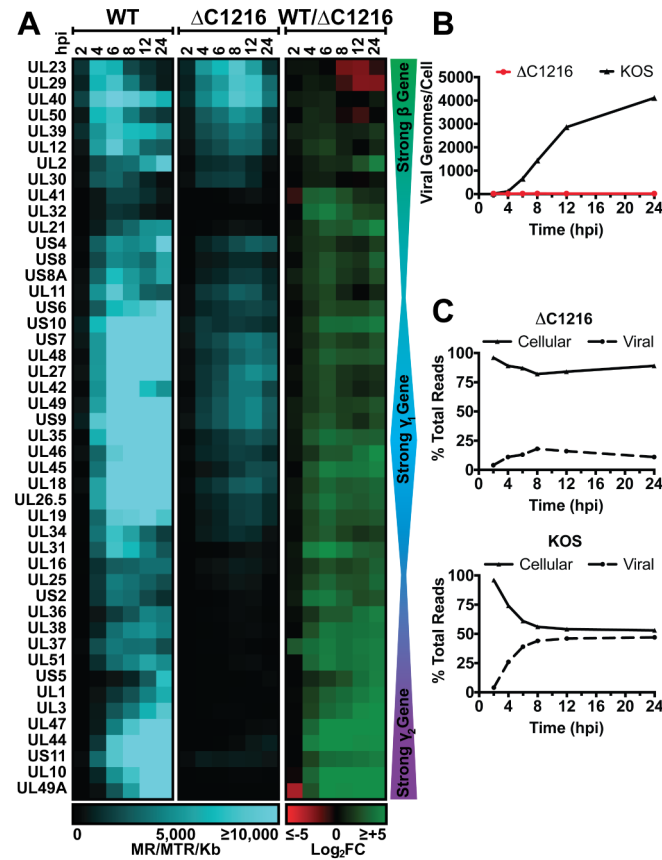 A
WT
ΔC1216
WT/ΔC1216
hpi
2
4
6
8
12
24
2
4
6
8
12
24
2
4
6
8
12
24
UL23
UL29
UL40
UL50
UL39
UL12
UL2
UL30
UL41
UL32
UL21
US4
US8
US8A
UL11
US6
US10
US7
UL48
UL27
UL42
UL49
US9
UL35
UL46
UL45
UL18
UL26.5
UL19
UL34
UL31
UL16
UL25
US2
UL36
UL38
UL37
UL51
US5
UL1
UL3
UL47
UL44
US11
UL10
UL49A
Strong β Gene
Strong γ₁ Gene
Strong γ₂ Gene
0
5,000
≥10,000
MR/MTR/Kb
≤-5
0
≥+5
Log₂FC
B
ΔC1216
KOS
Viral Genomes/Cell
5000
4000
3000
2000
1000
0
0
4
8
12
16
20
24
Time (hpi)
C
ΔC1216
Cellular
Viral
% Total Reads
100
75
50
25
0
0
4
8
12
16
20
24
Time (hpi)
KOS
Cellular
Viral
% Total Reads
100
75
50
25
0
0
4
8
12
16
20
24
Time (hpi)